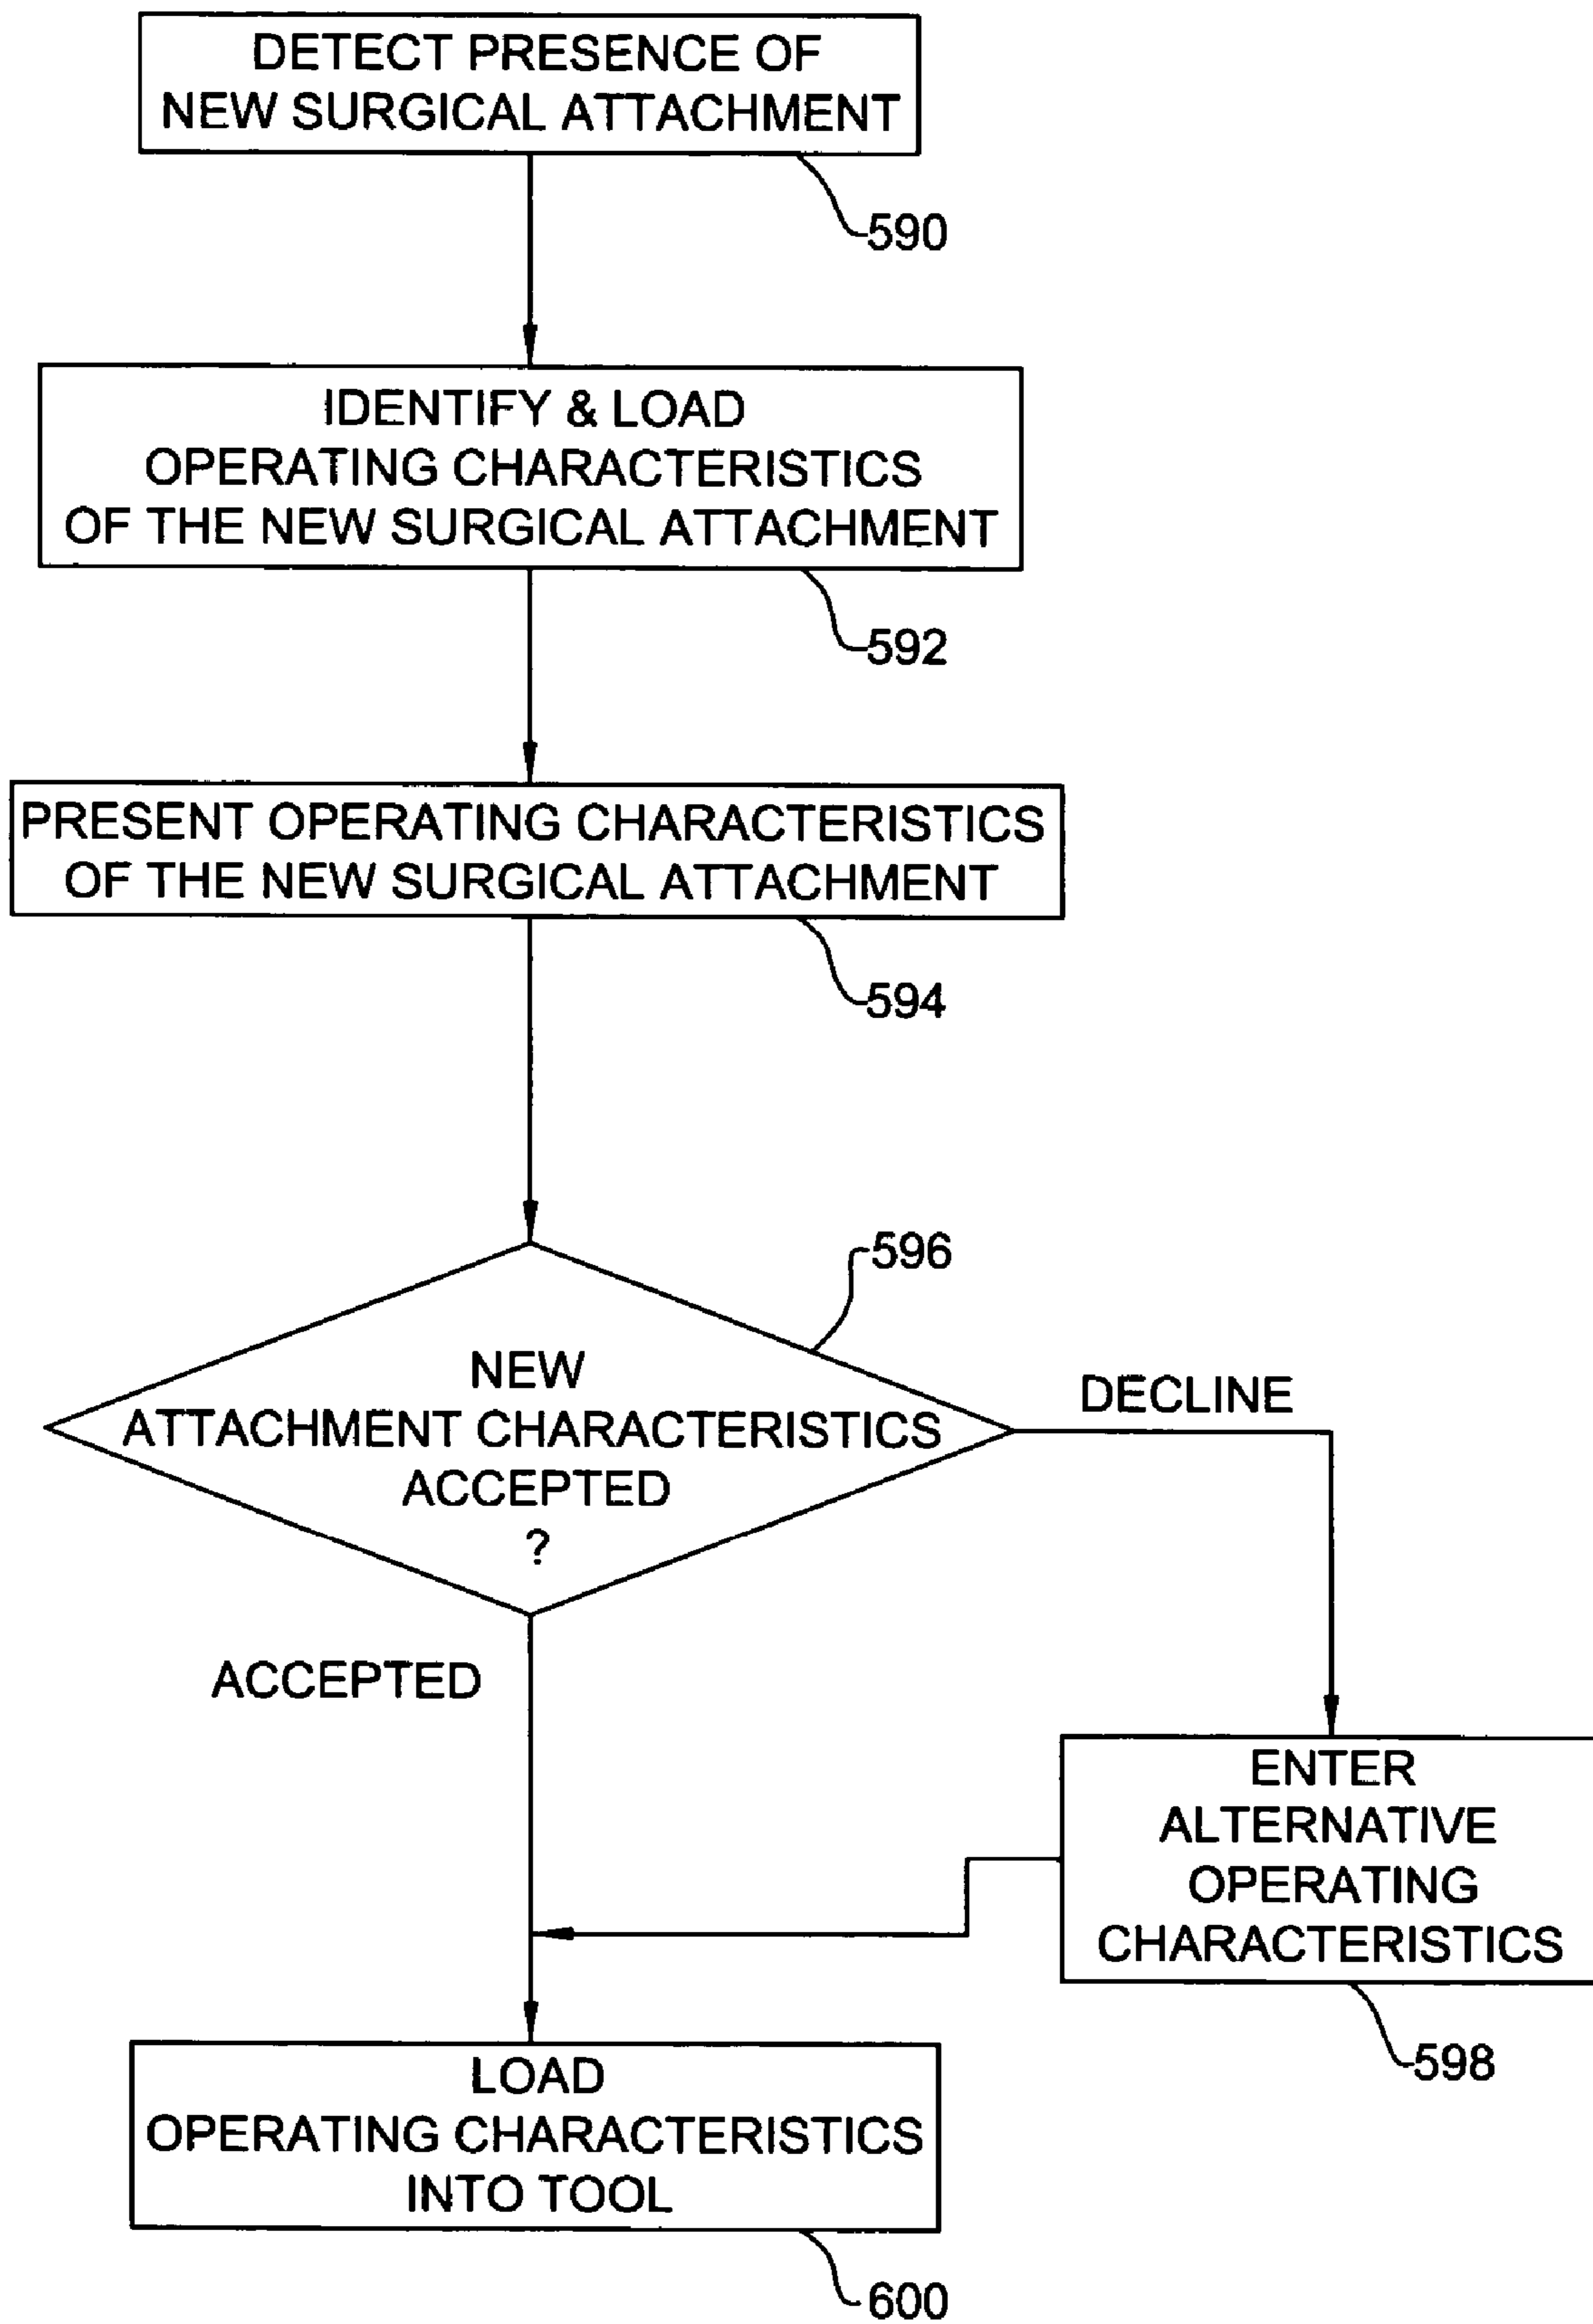 DETECT PRESENCE OF
NEW SURGICAL ATTACHMENT
590
IDENTIFY & LOAD
OPERATING CHARACTERISTICS
OF THE NEW SURGICAL ATTACHMENT
592
PRESENT OPERATING CHARACTERISTICS
OF THE NEW SURGICAL ATTACHMENT
594
596
NEW
ATTACHMENT CHARACTERISTICS
ACCEPTED
?
DECLINE
ACCEPTED
ENTER
ALTERNATIVE
OPERATING
CHARACTERISTICS
598
LOAD
OPERATING CHARACTERISTICS
INTO TOOL
600